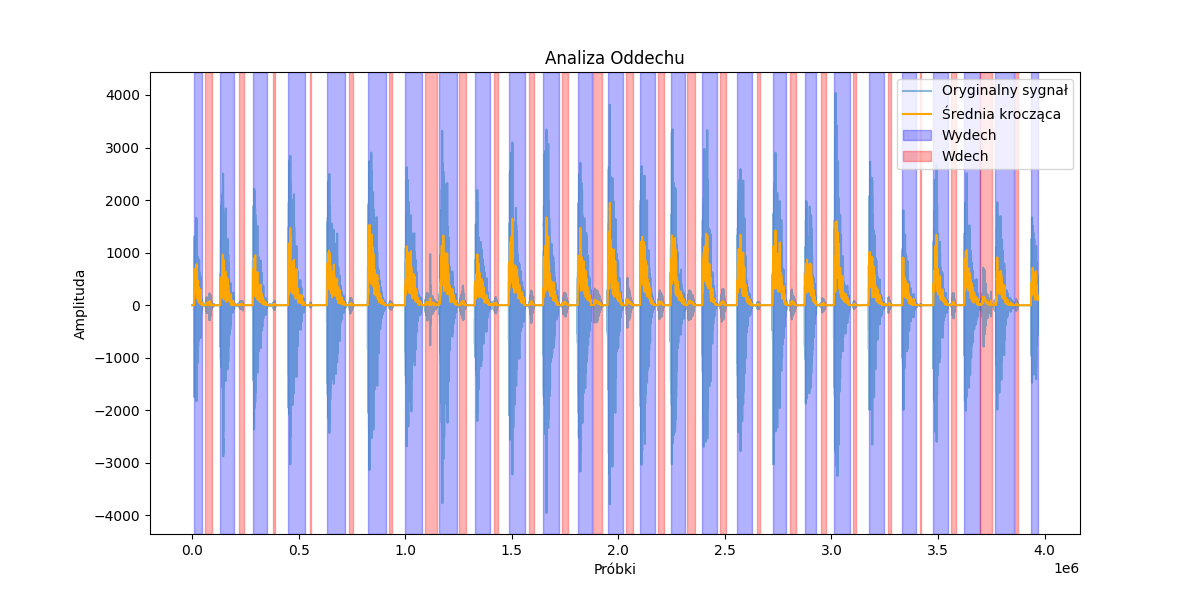 Analiza Oddechu
Oryginalny sygnał
Średnia krocząca
Wydech
Wdech
Amplituda
4000
3000
2000
1000
0
−1000
−2000
−3000
−4000
0.0 0.5 1.0 1.5 2.0 2.5 3.0 3.5 4.0
1e6
Próbki